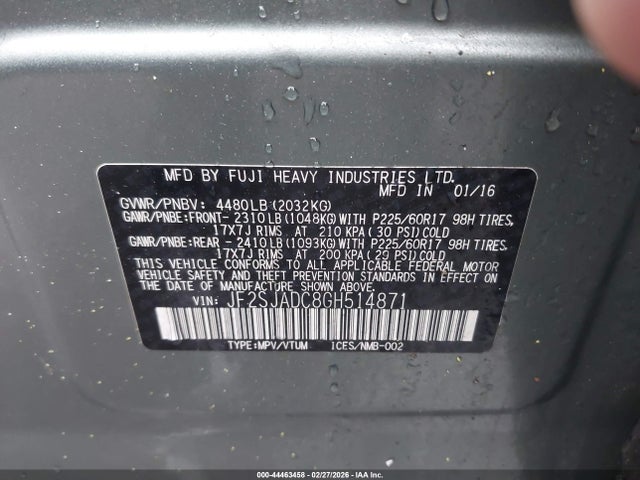 MFD BY FUJI HEAVY INDUSTRIES LTD.
MFD IN 01/16
GVWR/PNBV: 4480LB(2032KG)
GAWR/PNBE:FRONT- 2310LB(1048KG)WITH P225/60R17 98H TIRES,
17X7J RIMS AT 210 KPA(30 PSI)COLD
GAWR/PNBE:REAR - 2410LB(1093KG)WITH P225/60R17 98H TIRES,
17X7J RIMS AT 200 KPA(29 PSI)COLD
THIS VEHICLE CONFORMS TO ALL APPLICABLE FEDERAL MOTOR
VEHICLE SAFETY AND THEFT PREVENTION STANDARDS IN EFFECT
ON THE DATE OF MANUFACTURE SHOWN ABOVE.
VIN: JF2SJADC8GH514871
TYPE:MPV/VTUM ICES/NMB-002
000-44463458 - 02/27/2026 - IAA Inc.